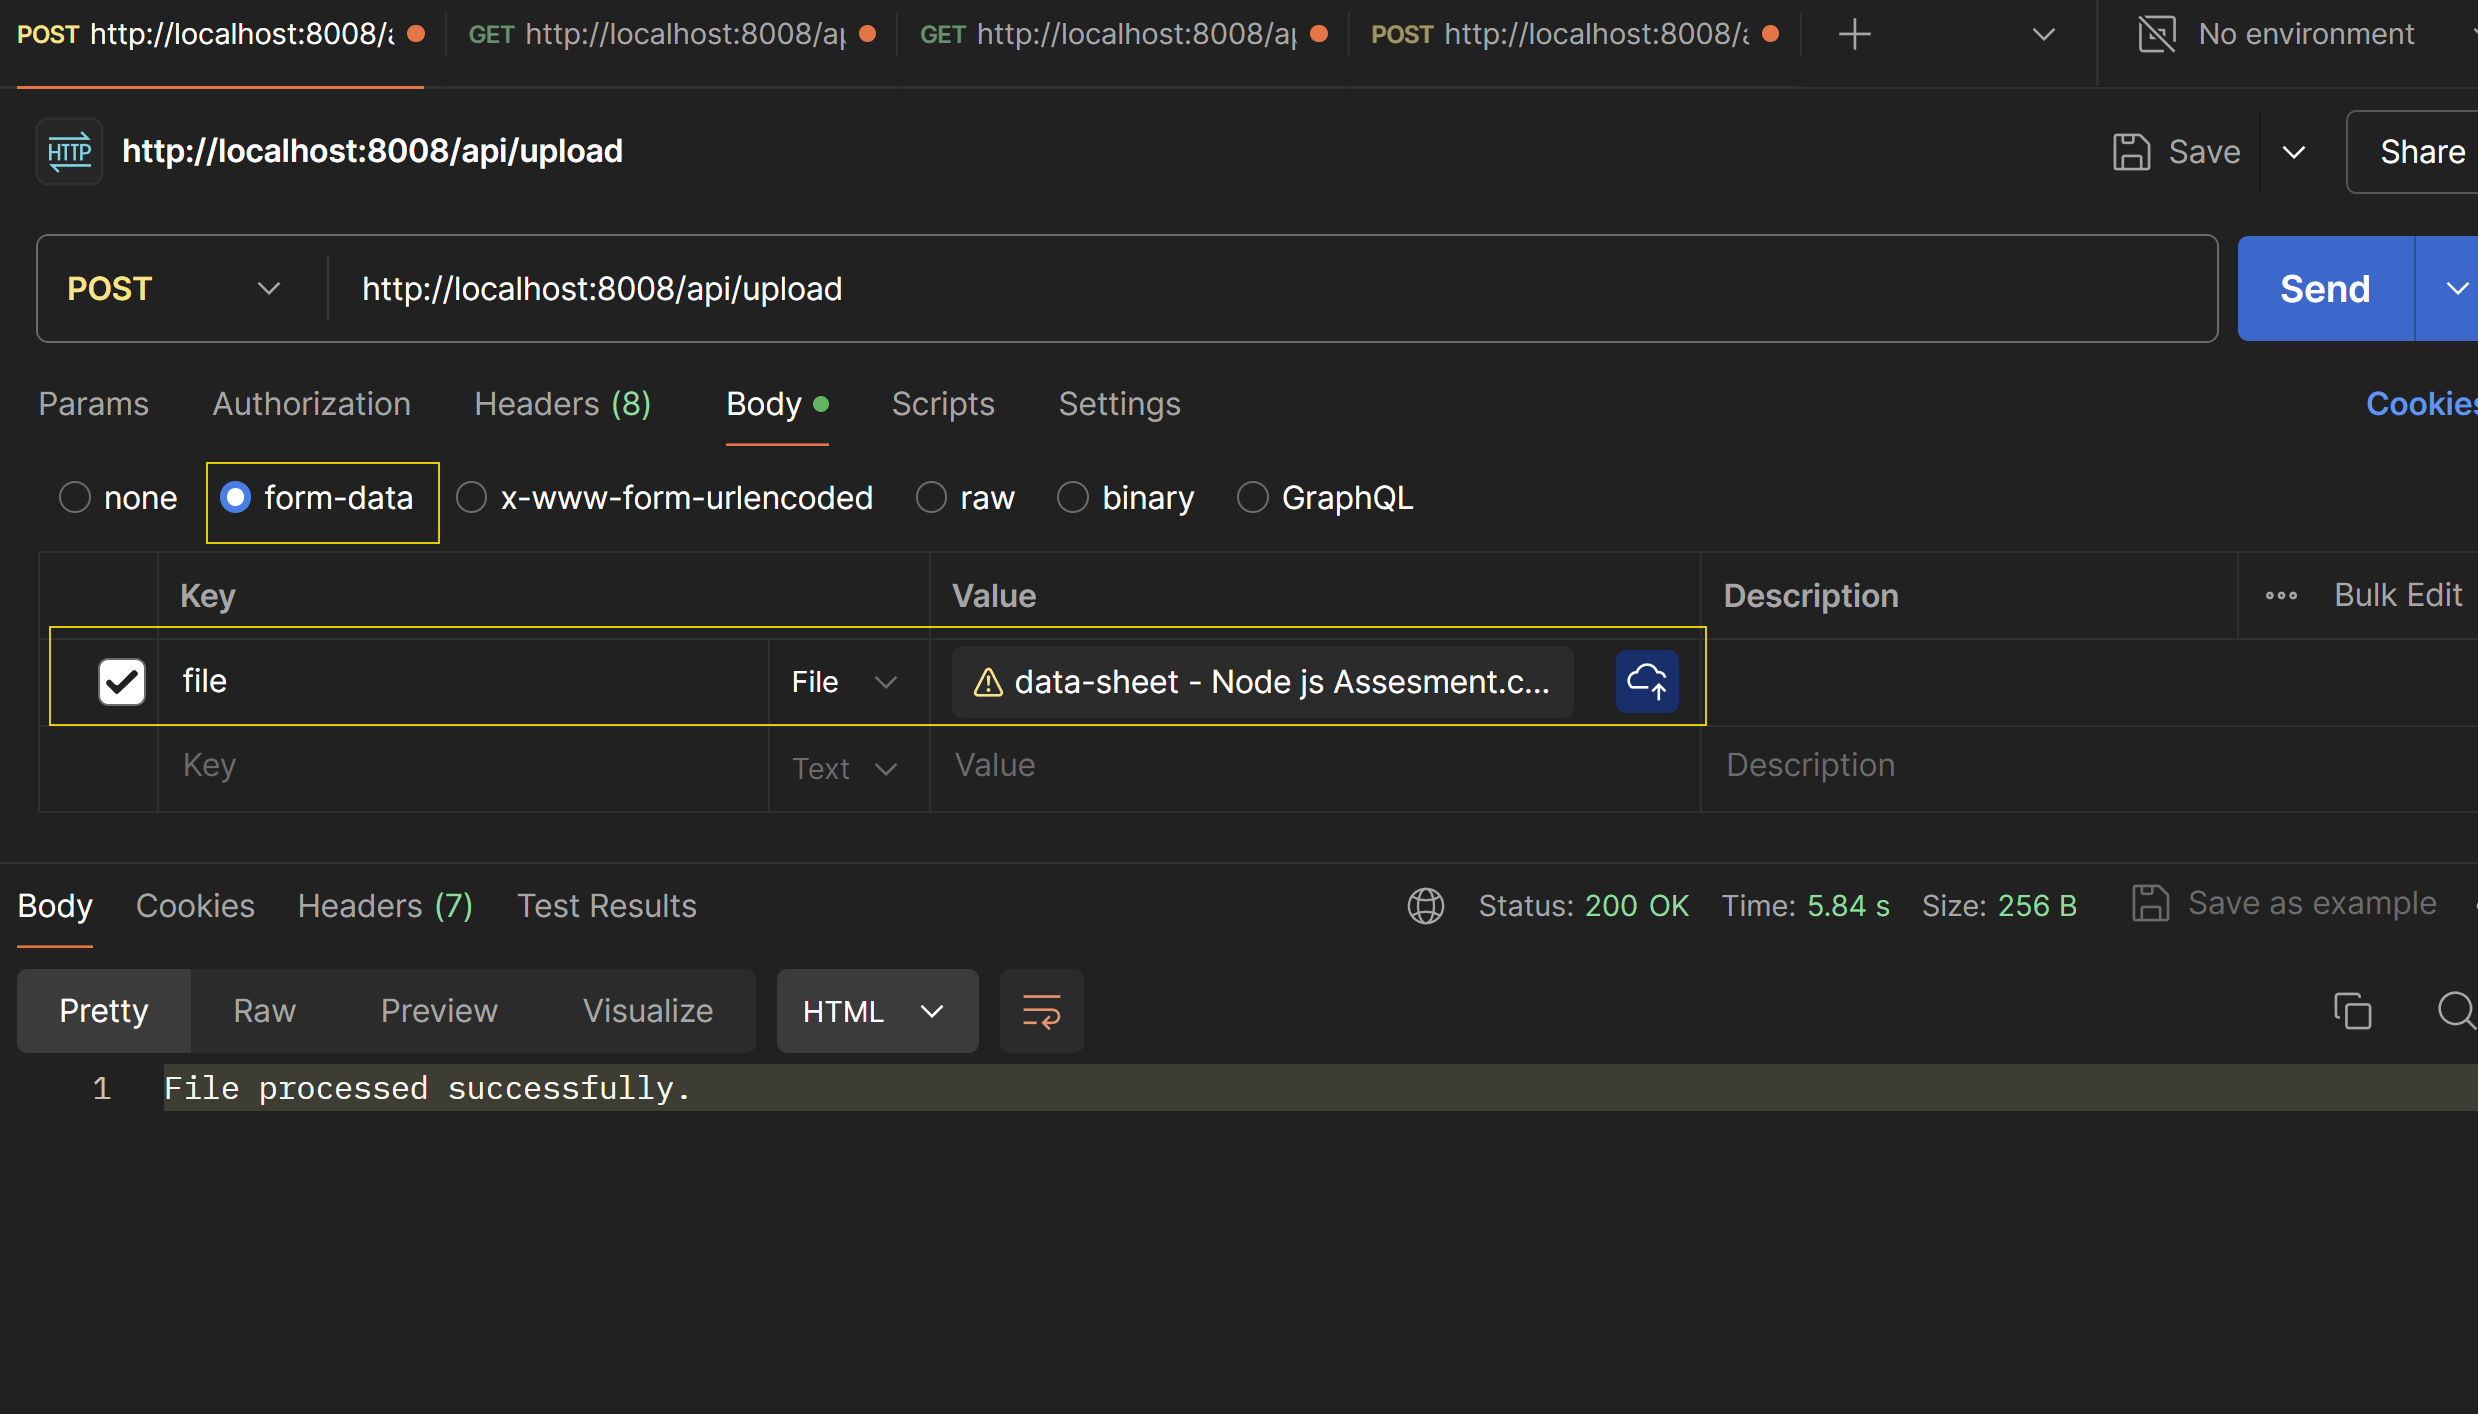 POST http://localhost:8008/a GET http://localhost:8008/ap GET http://localhost:8008/ap POST http://localhost:8008/a No environment
HTTP http://localhost:8008/api/upload Save Share
POST http://localhost:8008/api/upload Send
Params Authorization Headers (8) Body Scripts Settings Cookies
none form-data x-www-form-urlencoded raw binary GraphQL
Key Value Description Bulk Edit
file File data-sheet - Node js Assesment.c...
Key Text Value Description
Body Cookies Headers (7) Test Results Status: 200 OK Time: 5.84 s Size: 256 B Save as example
Pretty Raw Preview Visualize HTML
1 File processed successfully.